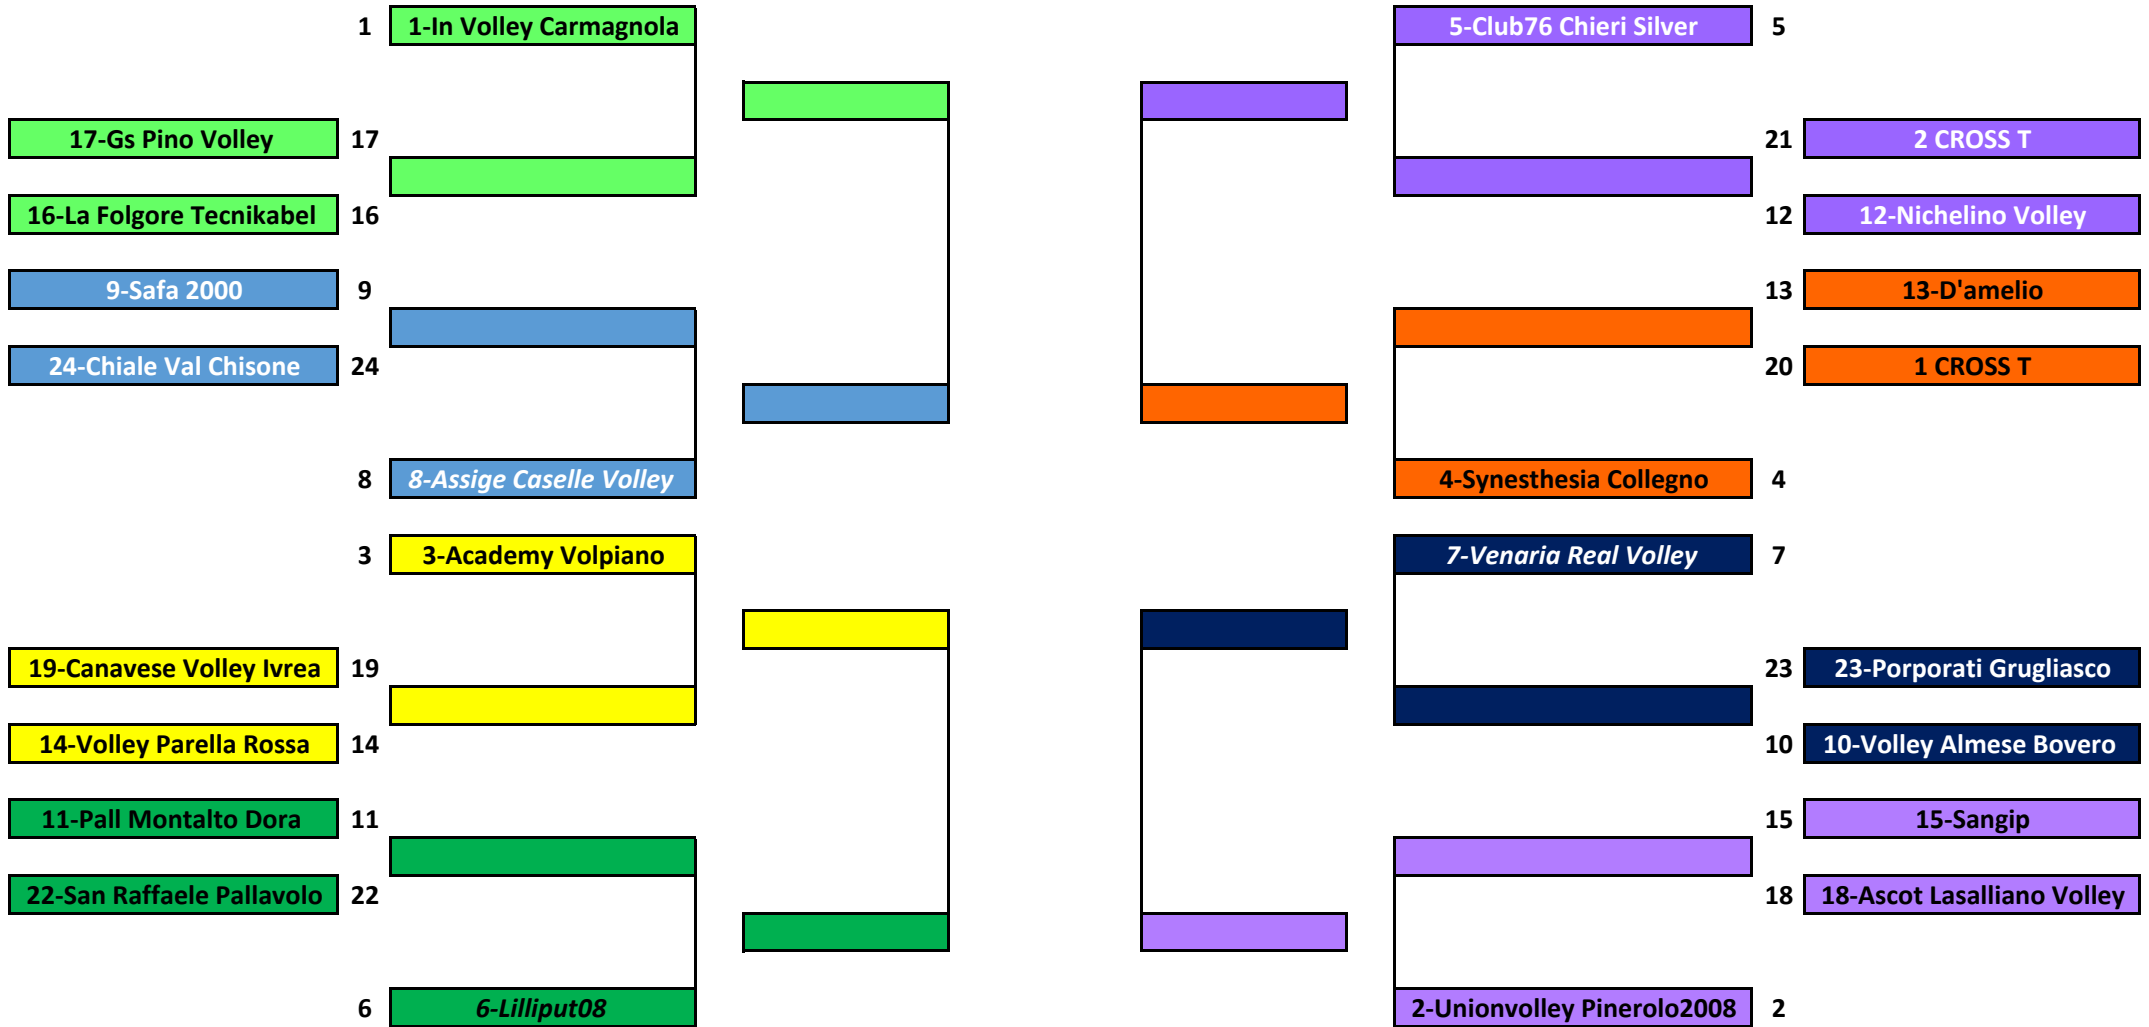 1 1-In Volley Carmagnola 5-Club76 Chieri Silver 5
17-Gs Pino Volley 17 21 2 CROSS T
16-La Folgore Tecnikabel 16 12 12-Nichelino Volley
9-Safa 2000 9 13 13-D'amelio
24-Chiale Val Chisone 24 20 1 CROSS T
8 8-Assige Caselle Volley 4-Synesthesia Collegno 4
3 3-Academy Volpiano 7-Venaria Real Volley 7
19-Canavese Volley Ivrea 19 23 23-Porporati Grugliasco
14-Volley Parella Rossa 14 10 10-Volley Almese Bovero
11-Pall Montalto Dora 11 15 15-Sangip
22-San Raffaele Pallavolo 22 18 18-Ascot Lasalliano Volley
6 6-Lilliput08 2-Unionvolley Pinerolo2008 2